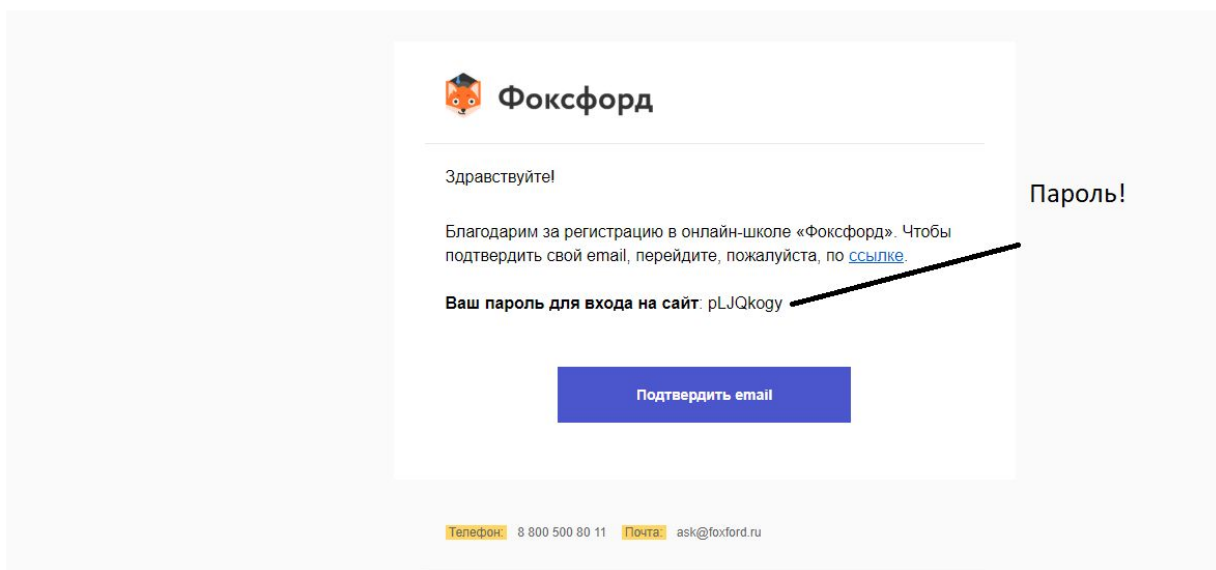 Фоксфорд
Здравствуйте!
Пароль!
Благодарим за регистрацию в онлайн-школе «Фоксфорд». Чтобы
подтвердить свой email, перейдите, пожалуйста, по ссылке.
Ваш пароль для входа на сайт: pLJQkogy
Подтвердить email
Телефон: 8 800 500 80 11 Почта: ask@foxford.ru